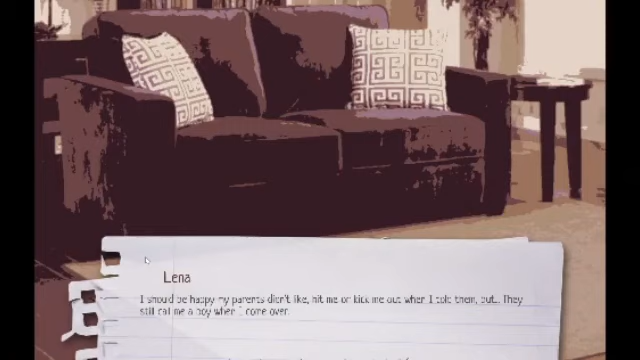 Lena
I should be happy my parents didn't like, hit me or kick me out when I told them, but... They
still call me a boy when I come over.